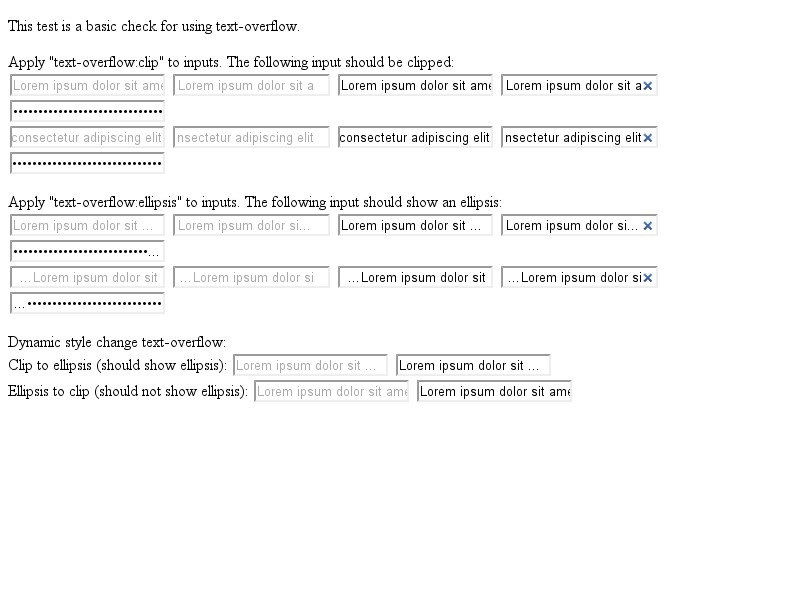 This test is a basic check for using text-overflow.
Apply "text-overflow:clip" to inputs. The following input should be clipped:
Lorem ipsum dolor sit ame Lorem ipsum dolor sit a Lorem ipsum dolor sit ame Lorem ipsum dolor sit a
•••••••••••••••••••••••••••
consectetur adipiscing elit nsectetur adipiscing elit consectetur adipiscing elit nsectetur adipiscing elit
•••••••••••••••••••••••••••
Apply "text-overflow:ellipsis" to inputs. The following input should show an ellipsis:
Lorem ipsum dolor sit ... Lorem ipsum dolor si... Lorem ipsum dolor sit ... Lorem ipsum dolor si...
•••••••••••••••••••••••••...
...Lorem ipsum dolor sit ...Lorem ipsum dolor si ...Lorem ipsum dolor sit ...Lorem ipsum dolor si
...•••••••••••••••••••••••••
Dynamic style change text-overflow:
Clip to ellipsis (should show ellipsis): Lorem ipsum dolor sit ... Lorem ipsum dolor sit ...
Ellipsis to clip (should not show ellipsis): Lorem ipsum dolor sit ame Lorem ipsum dolor sit ame